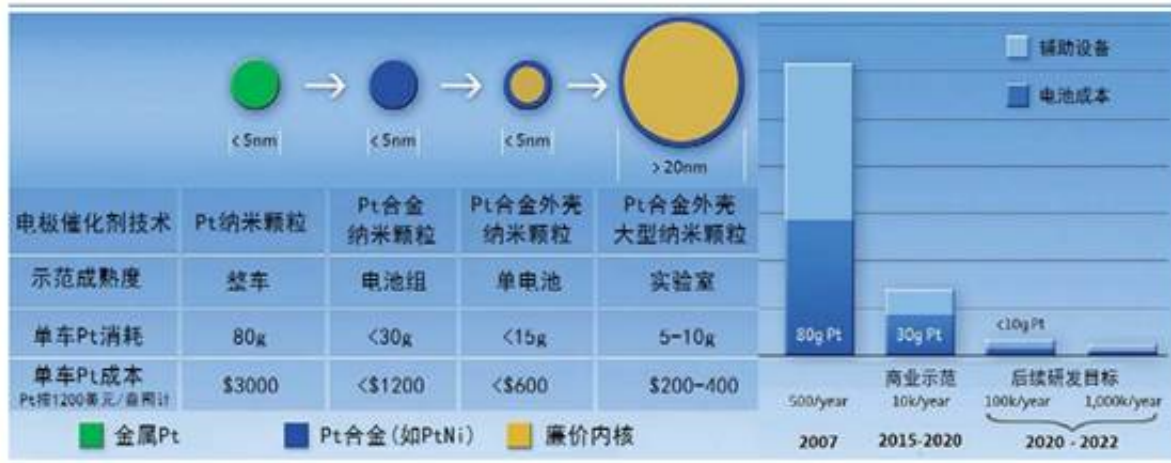 辅助设备
电池成本
<5nm
<5nm
<5nm
>20nm
电极催化剂技术
Pt纳米颗粒
Pt合金
纳米颗粒
Pt合金外壳
纳米颗粒
Pt合金外壳
大型纳米颗粒
示范成熟度
整车
电池组
单电池
实验室
单车Pt消耗
80g
<30g
<15g
5-10g
单车Pt成本
Pt按1200美元/盎司计
$3000
<$1200
<$600
$200-400
金属Pt
Pt合金(如PtNi)
廉价内核
80g Pt
30g Pt
<10g Pt
商业示范
后续研发目标
500/year
10k/year
100k/year
1,000k/year
2007
2015-2020
2020 - 2022